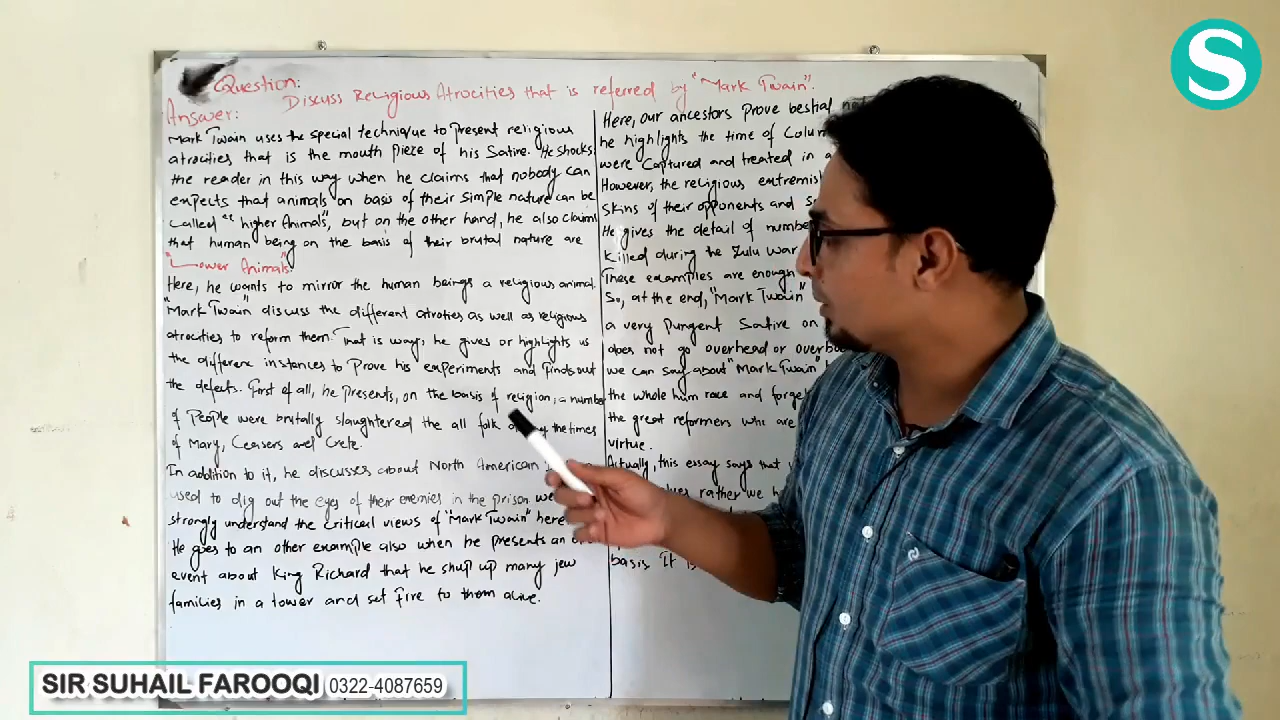 Question:
Discuss Religious Atrocities that is referred by "Mark Twain".
Answer:
Mark Twain uses the special technique to present religious
atrocities that is the mouth piece of his Satire. He shocks
the reader in this way when he claims that nobody can
expects that animals on basis of their simple nature can be
called "higher Animals", but on the other hand, he also claims
that human being on the basis of their brutal nature are
"Lower Animals"
Here, he wants to mirror the human beings a religious animal.
"Mark Twain" discuss the different atroties as well as religious
atrocities to reform them. That is way, he gives or highlights us
the difference instances to prove his experiments and finds out
the defects. First of all, he presents, on the basis of religion, a number
of people were brutally slaughtered the all folk the times
of Mary, Ceasers and Crete.
In addition to it, he discusses about North American
used to dig out the eyes of their enemies in the prison
strongly understand the critical views of "Mark Twain" here
He goes to an other example also when he presents an
event about King Richard that he shup up many jew
families in a tower and set fire to them alive.
Here, our ancestors prove bestial
he highlights the time of
were captured and treated in
However, the religious
skins of their opponents and
He gives the detail of
killed during the Zulu war
These examples are enough
So, at the end, "Mark Twain"
a very pungent Satire on
does not go overhead or
we can say about "Mark Twain"
the whole hum race and
the great reformers who are
virtue.
Actually, this essay says that
rather we
basis. It is
S
SIR SUHAIL FAROOQI 0322-4087659